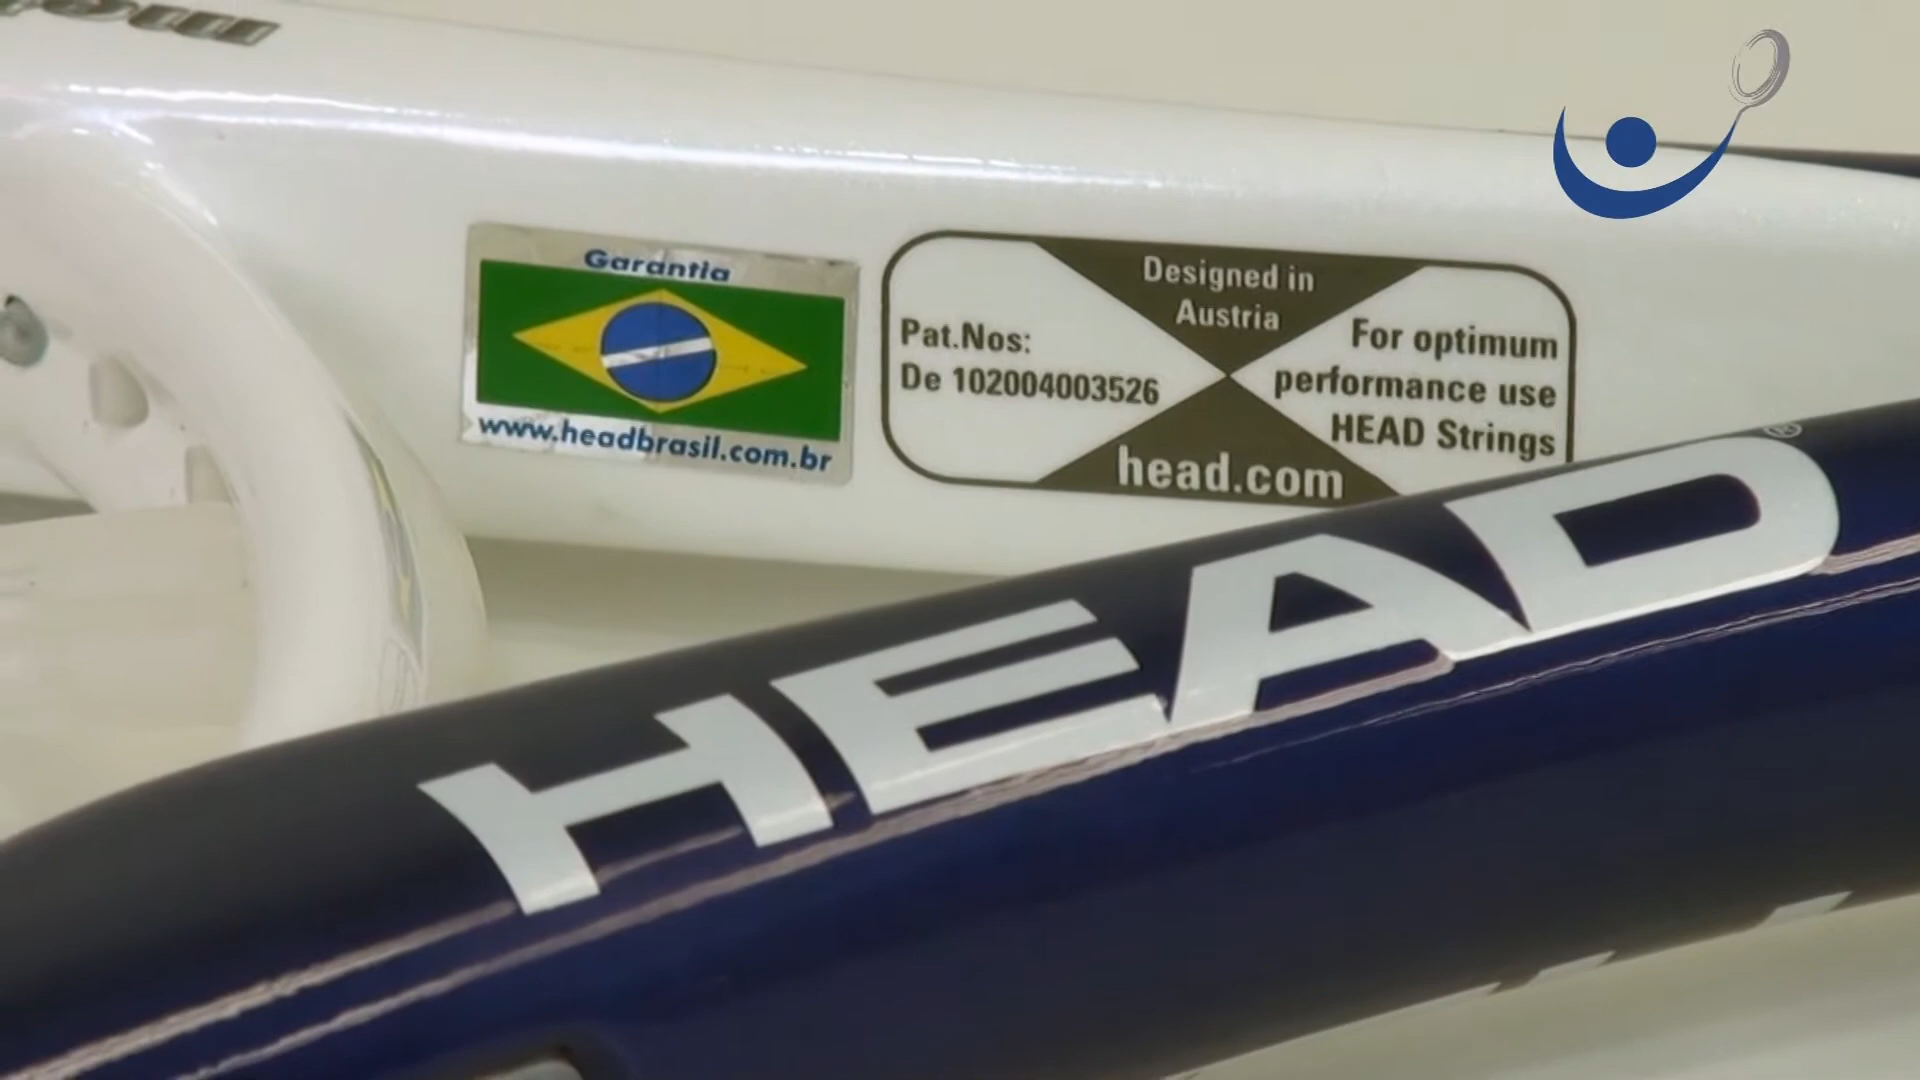 Garantia
www.headbrasil.com.br
Designed in
Austria
Pat.Nos:
De 102004003526
For optimum
performance use
HEAD Strings
head.com
HEAD®